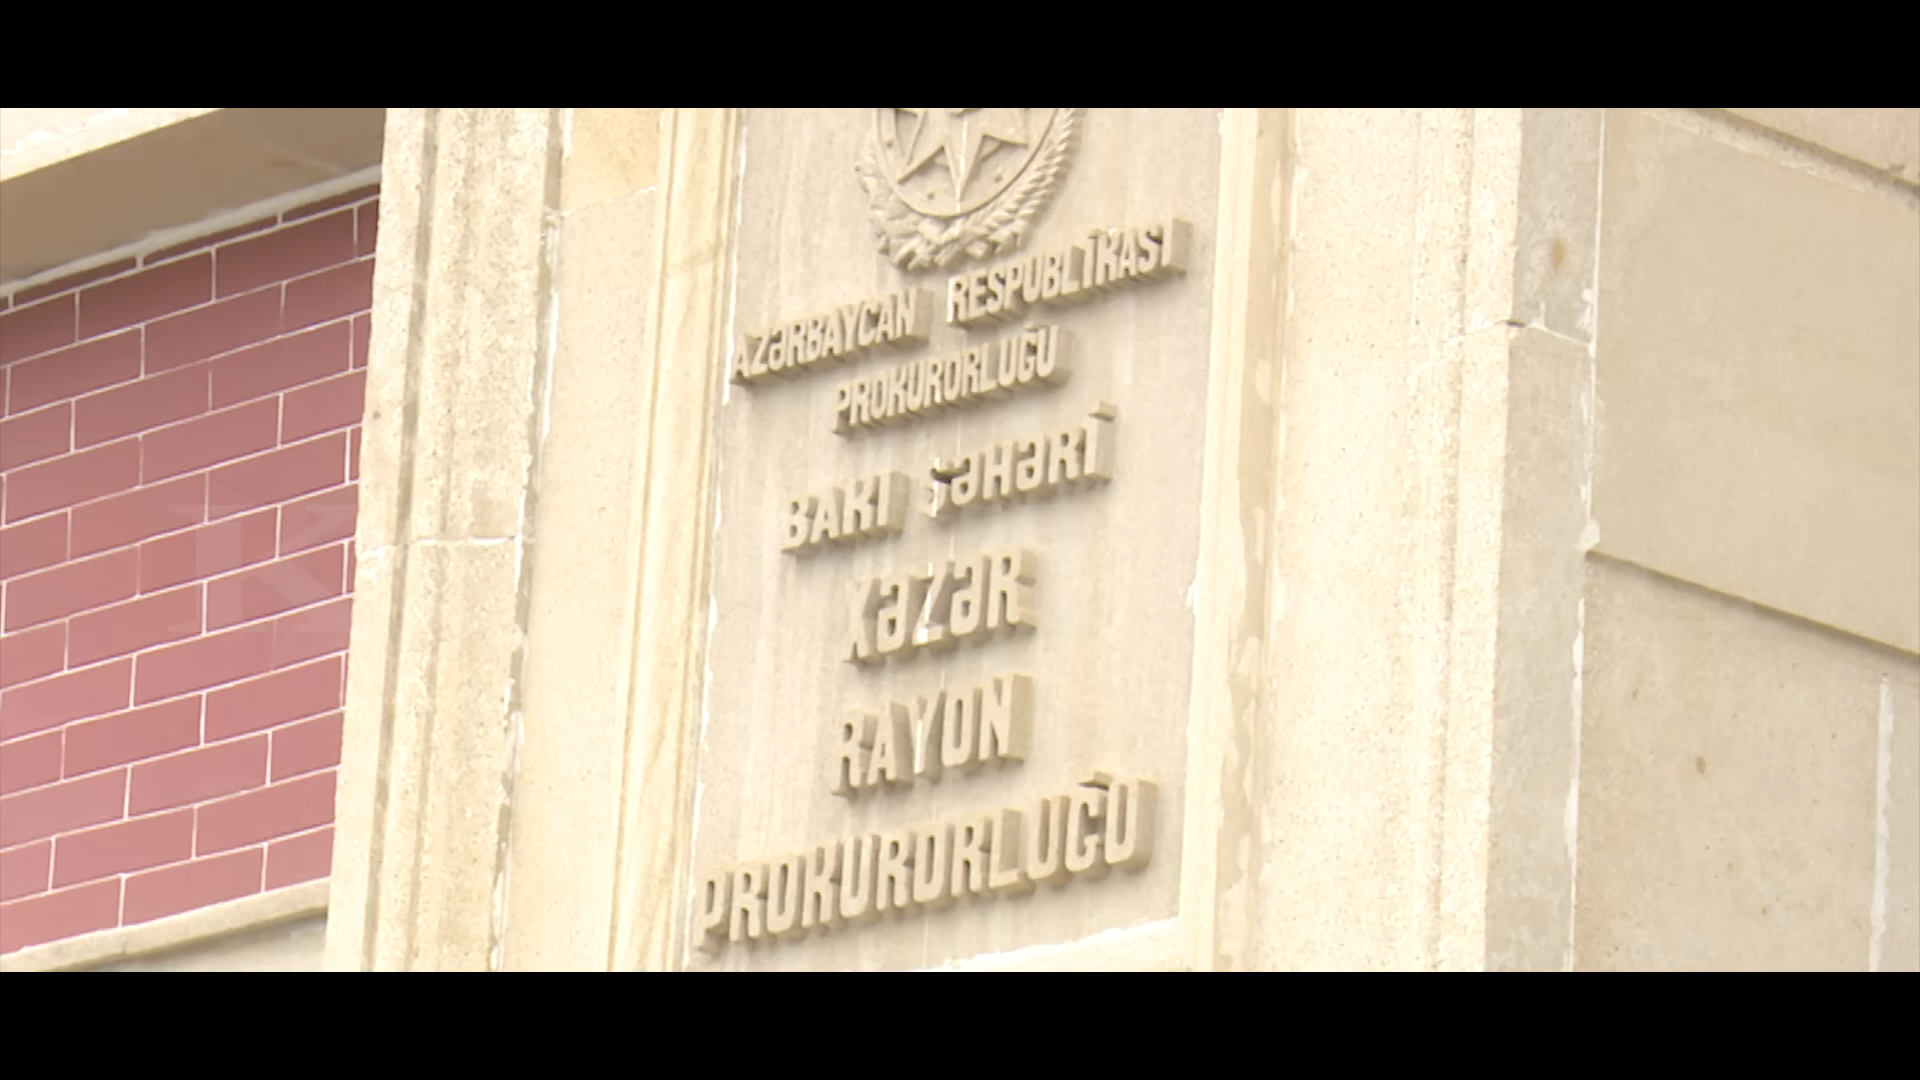 AZƏRBAYCAN RESPUBLİKASI
PROKURORLUĞU
BAKI ŞƏHƏRİ
XƏZƏR
RAYON
PROKURORLUĞU